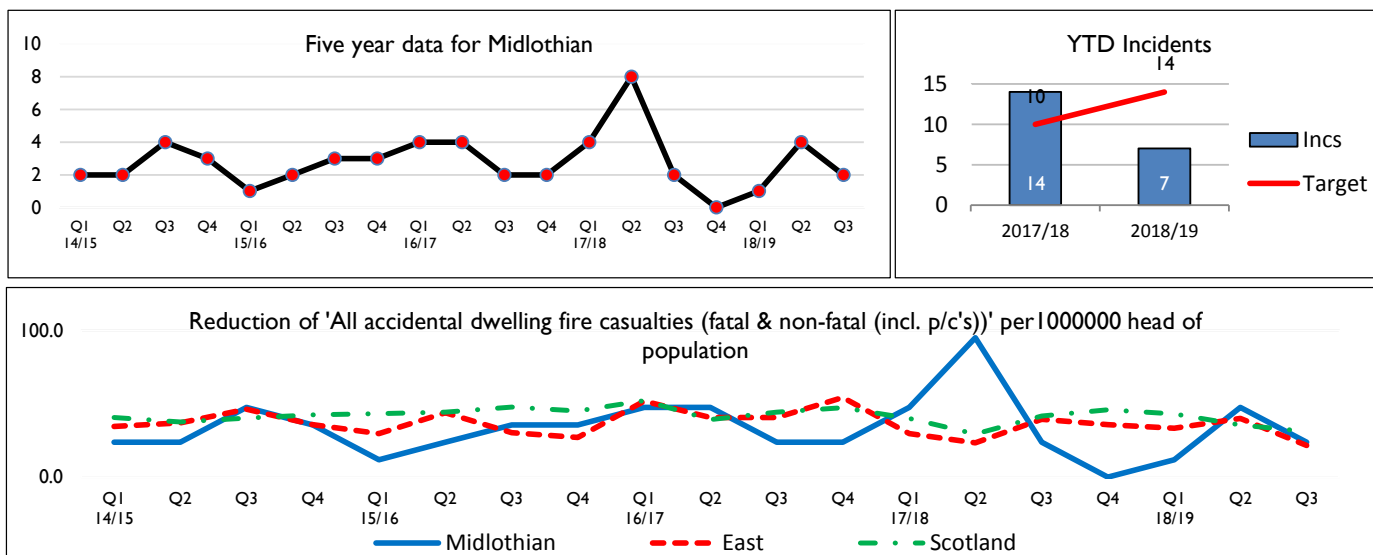 Five year data for Midlothian
10
8
6
4
2
0
Q1 Q2 Q3 Q4 Q1 Q2 Q3 Q4 Q1 Q2 Q3 Q4 Q1 Q2 Q3 Q4 Q1 Q2 Q3
14/15 15/16 16/17 17/18 18/19
YTD Incidents
14
15
10
10
5
0
14
7
2017/18 2018/19
Incs
Target
Reduction of 'All accidental dwelling fire casualties (fatal & non-fatal (incl. p/c's))' per1000000 head of
population
100.0
0.0
Q1 Q2 Q3 Q4 Q1 Q2 Q3 Q4 Q1 Q2 Q3 Q4 Q1 Q2 Q3 Q4 Q1 Q2 Q3
14/15 15/16 16/17 17/18 18/19
Midlothian East Scotland